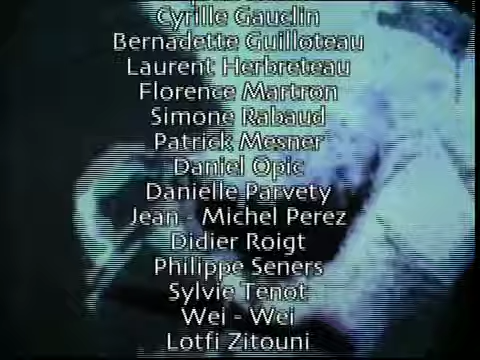 Cyrille Gauclin
Bernadette Guilloteau
Laurent Herbreteau
Florence Martron
Simone Rabaud
Patrick Mesner
Daniel Opic
Danielle Parvety
Jean - Michel Perez
Didier Roigt
Philippe Seners
Sylvie Tenot
Wei - Wei
Lotfi Zitouni